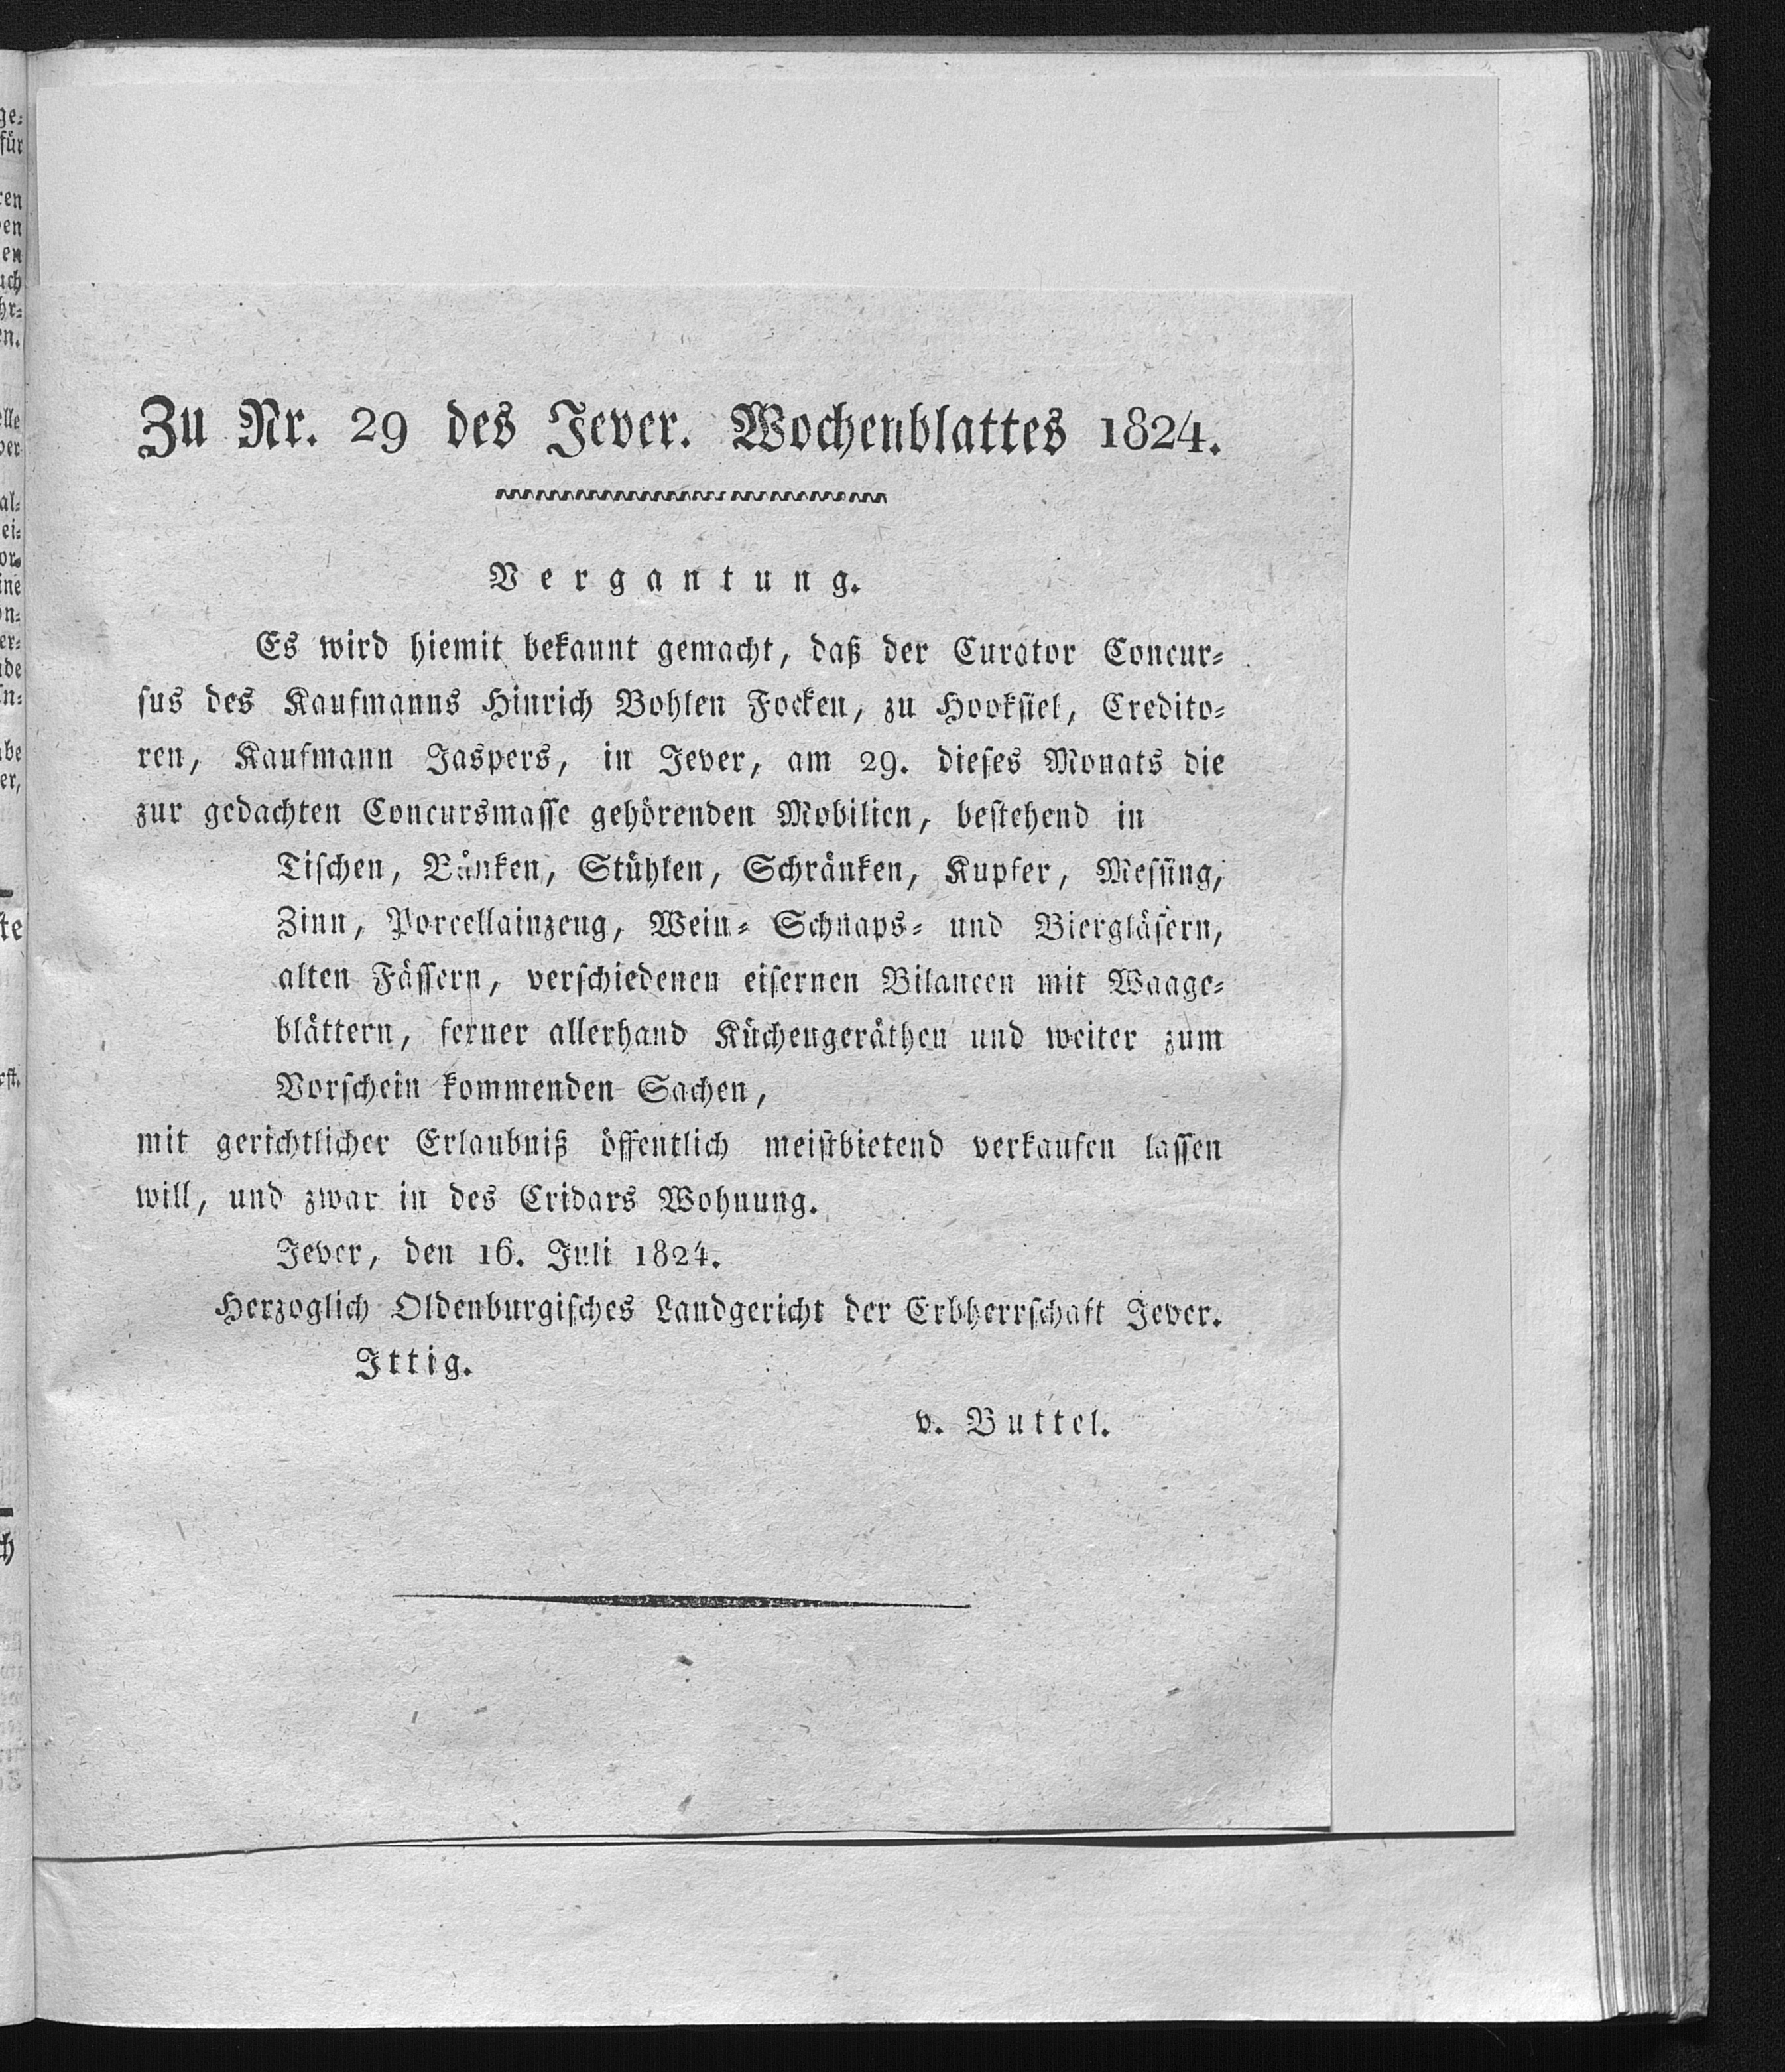 Zu Nr. 29 des Jever. Wochenblattes 1824.
Vergantung.
Es wird hiemit bekannt gemacht, daß der Curator Concur-
sus des Kaufmanns Hinrich Bohlen Focken, zu Hooksiel, Credito-
ren, Kaufmann Jaspers, in Jever, am 29. dieses Monats die
zur gedachten Concursmasse gehörenden Mobilien, bestehend in
Tischen, Bänken, Stühlen, Schränken, Kupfer, Messing,
Zinn, Porcellainzeug, Wein- Schnaps- und Biergläsern,
alten Fässern, verschiedenen eisernen Bilancen mit Waage-
blättern, ferner allerhand Küchengeräthen und weiter zum
Vorschein kommenden Sachen,
mit gerichtlicher Erlaubniß öffentlich meistbietend verkaufen lassen
will, und zwar in des Cridars Wohnung.
Jever, den 16. Juli 1824.
Herzoglich Oldenburgisches Landgericht der Erbherrschaft Jever.
Ittig.
v. Buttel.